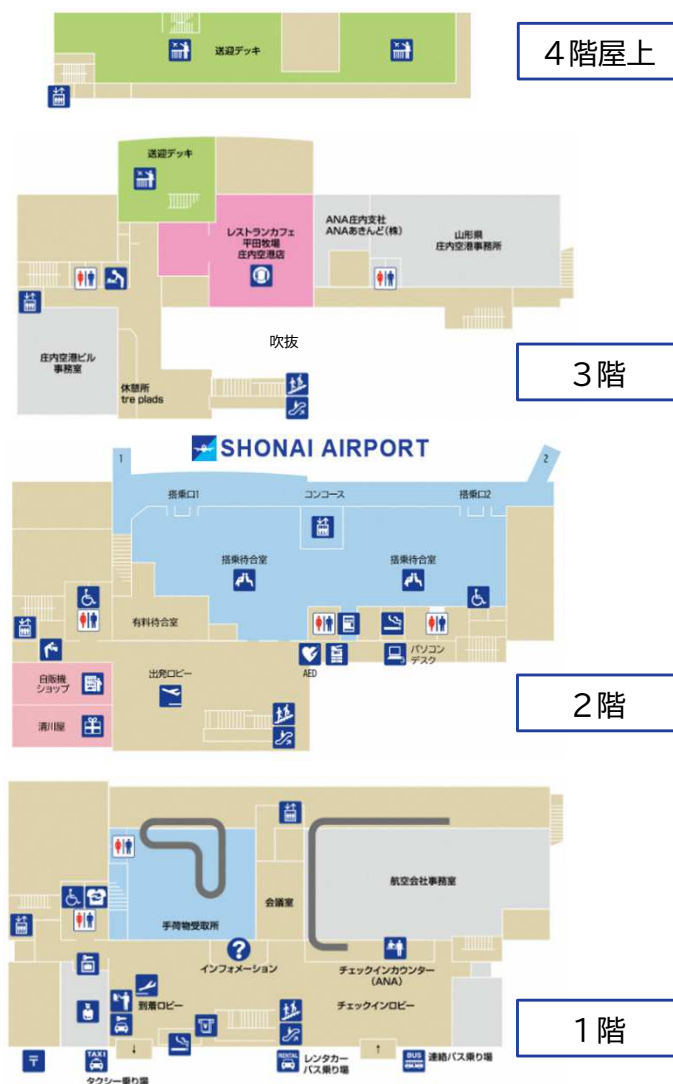 送迎デッキ
4階屋上
送迎デッキ
レストランカフェ
平田牧場
庄内空港店
ANA庄内支社
ANAあきんど(株)
山形県
庄内空港事務所
庄内空港ビル
事務室
休憩所
tre plads
吹抜
3階
SHONAI AIRPORT
1
2
搭乗口1
コンコース
搭乗口2
搭乗待合室
搭乗待合室
有料待合室
自販機
ショップ
出発ロビー
AED
パソコン
デスク
清川屋
2階
航空会社事務室
会議室
手荷物受取所
インフォメーション
チェックインカウンター
(ANA)
到着ロビー
チェックインロビー
1階
↓
↑
〒
TAXI
タクシー乗り場
RENTAL
レンタカー
バス乗り場
BUS
連絡バス乗り場